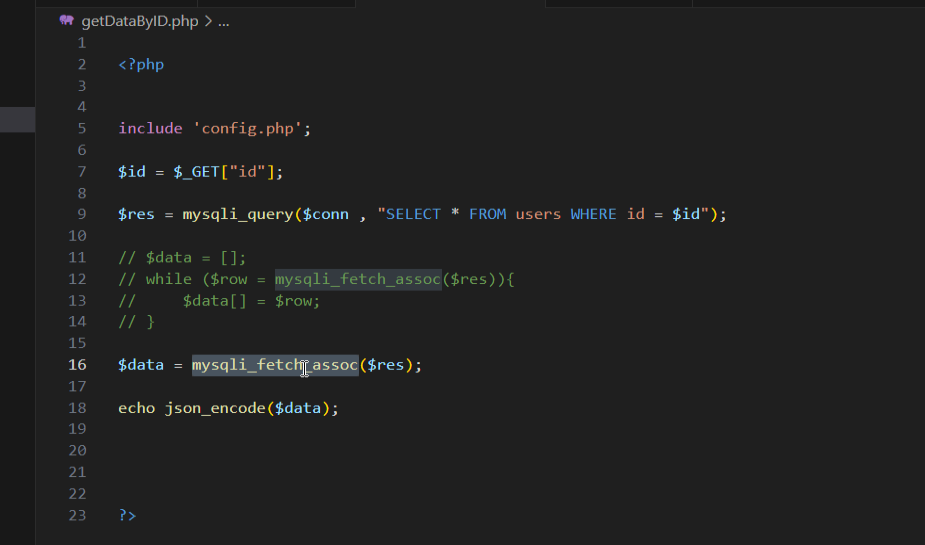 getDataByID.php > ...
1
2 <?php
3
4
5 include 'config.php';
6
7 $id = $_GET["id"];
8
9 $res = mysqli_query($conn , "SELECT * FROM users WHERE id = $id");
10
11 // $data = [];
12 // while ($row = mysqli_fetch_assoc($res)){
13 //     $data[] = $row;
14 // }
15
16 $data = mysqli_fetch_assoc($res);
17
18 echo json_encode($data);
19
20
21
22
23 ?>